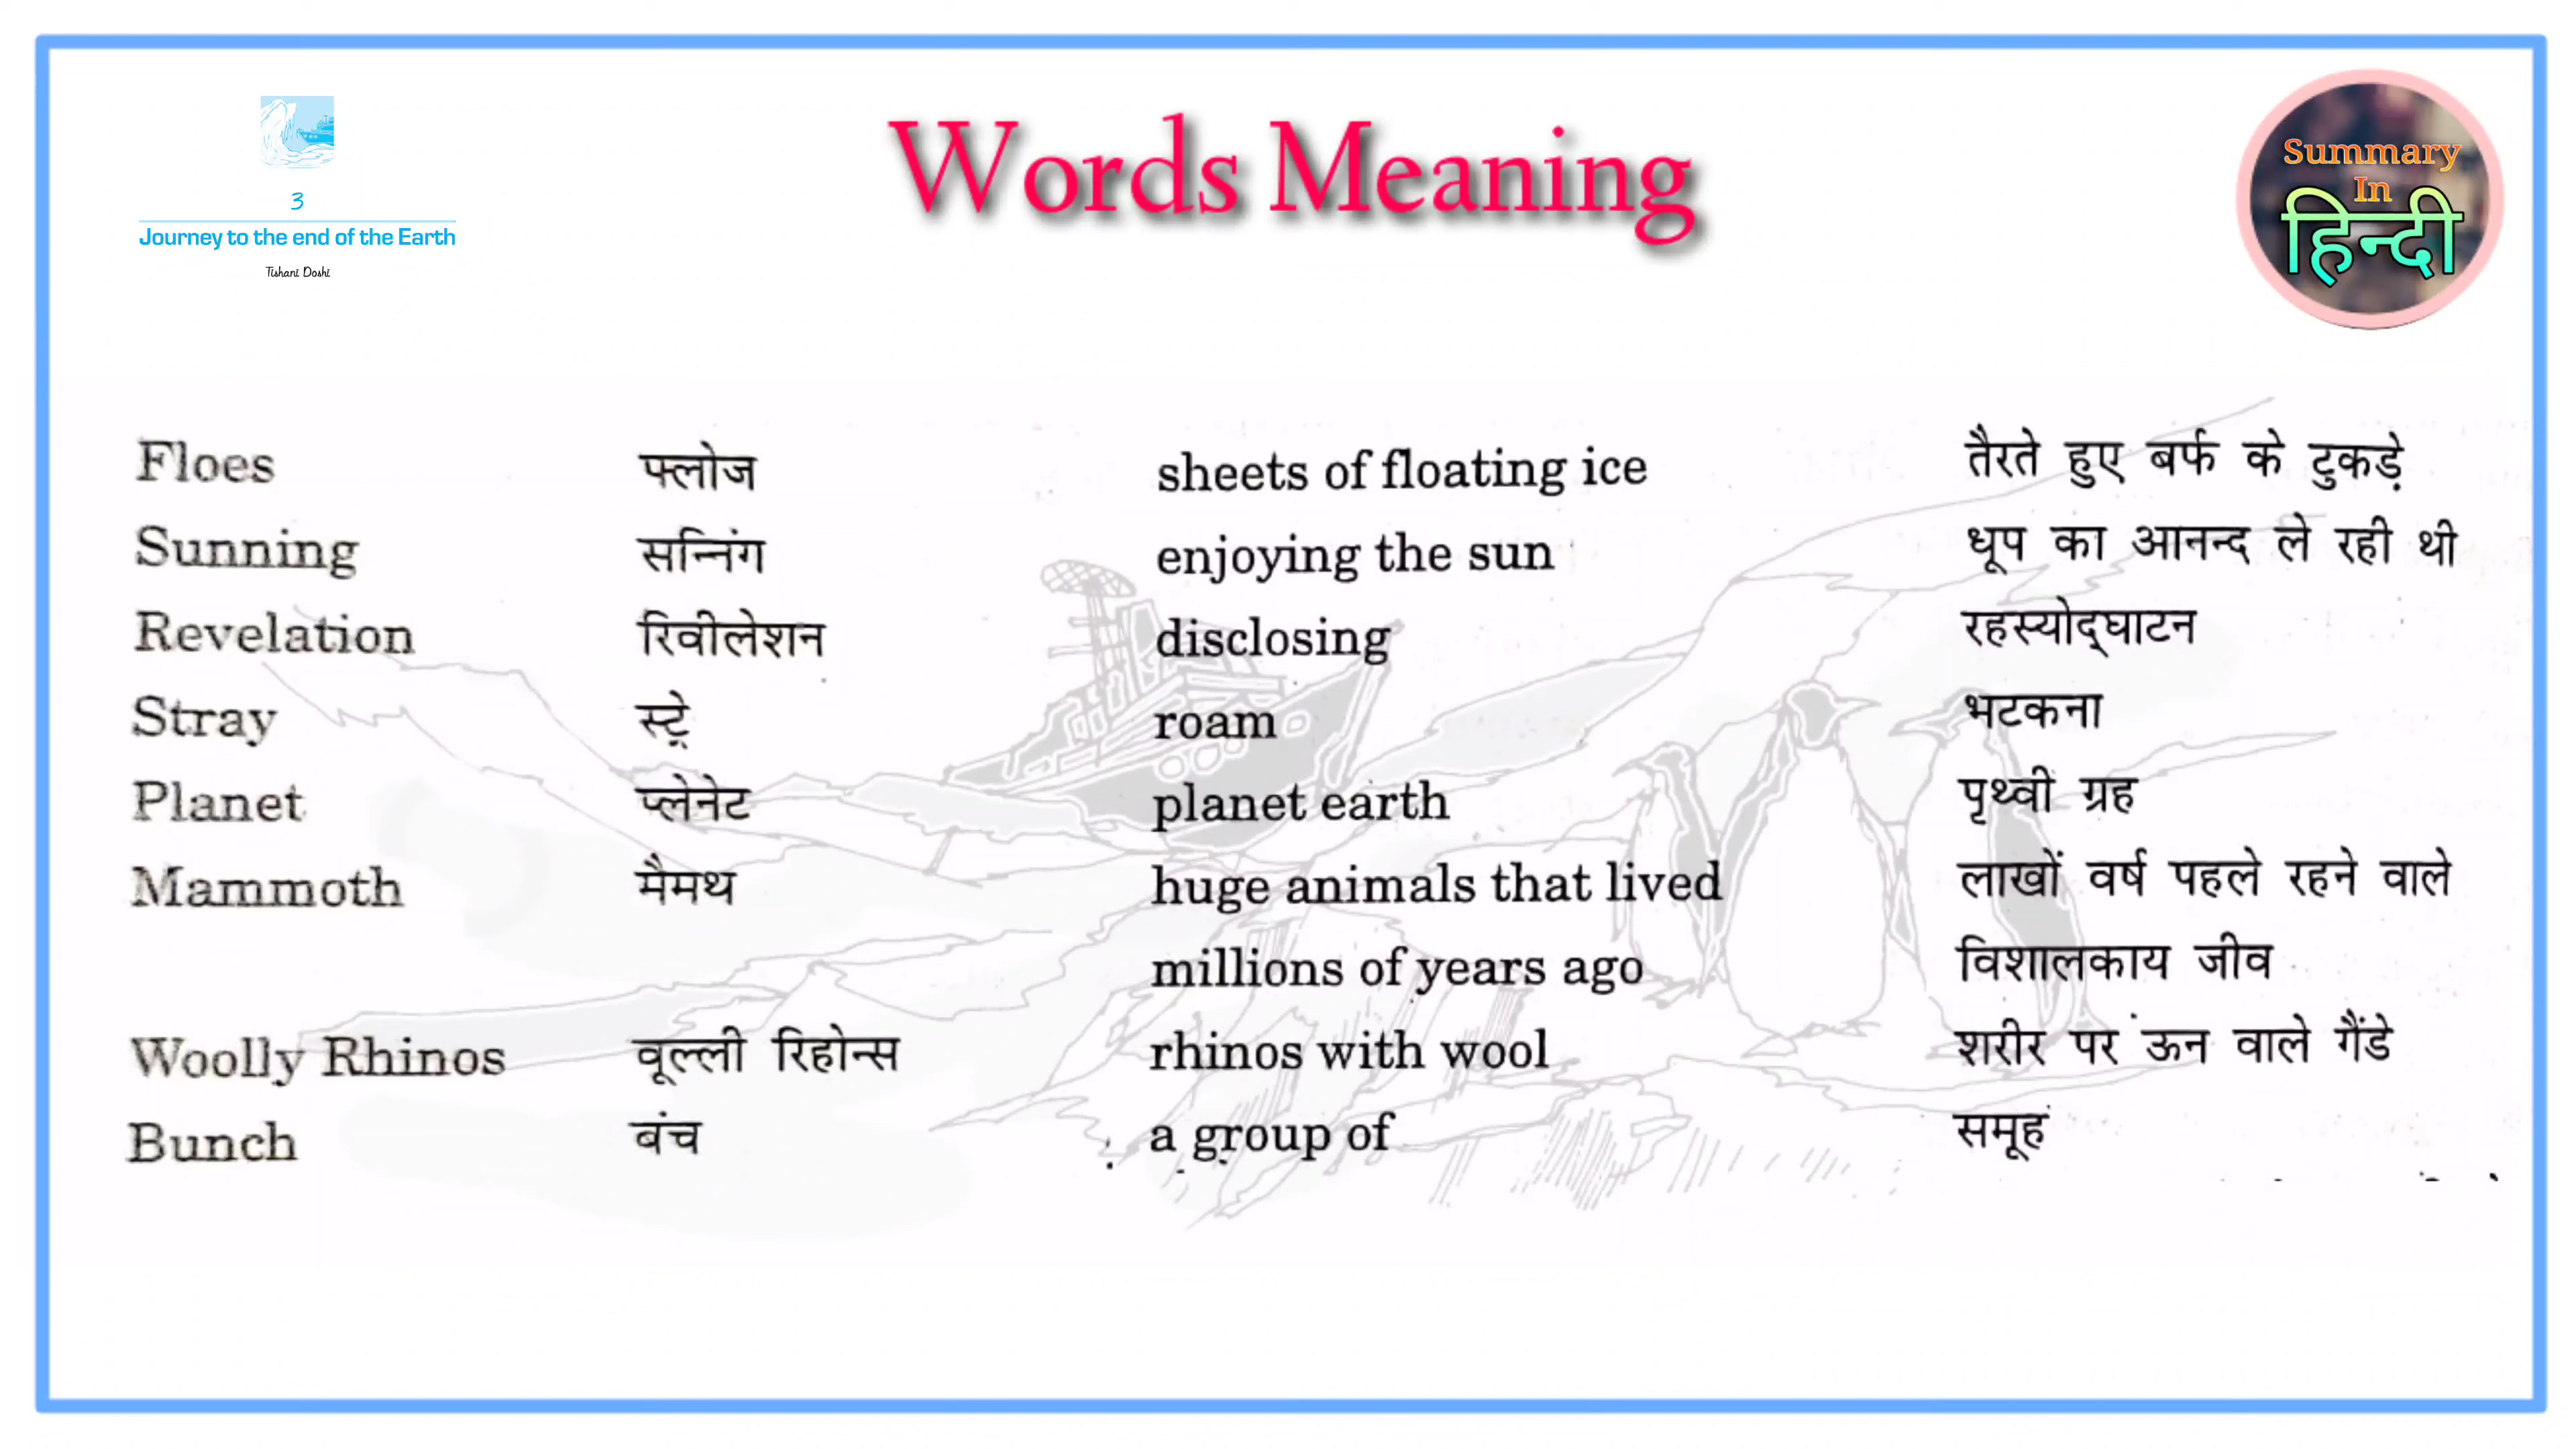 3
Journey to the end of the Earth
Tishani Doshi
Words Meaning
Summary
In
हिन्दी
Floes फ्लोज sheets of floating ice तैरते हुए बर्फ के टुकड़े
Sunning सन्निंग enjoying the sun धूप का आनन्द ले रही थी
Revelation रिवीलेशन disclosing रहस्योद्घाटन
Stray स्ट्रे roam भटकना
Planet प्लेनेट planet earth पृथ्वी ग्रह
Mammoth मैमथ huge animals that lived लाखों वर्ष पहले रहने वाले
millions of years ago विशालकाय जीव
Woolly Rhinos वूल्ली रिहोन्स rhinos with wool शरीर पर ऊन वाले गैंडे
Bunch बंच a group of समूह